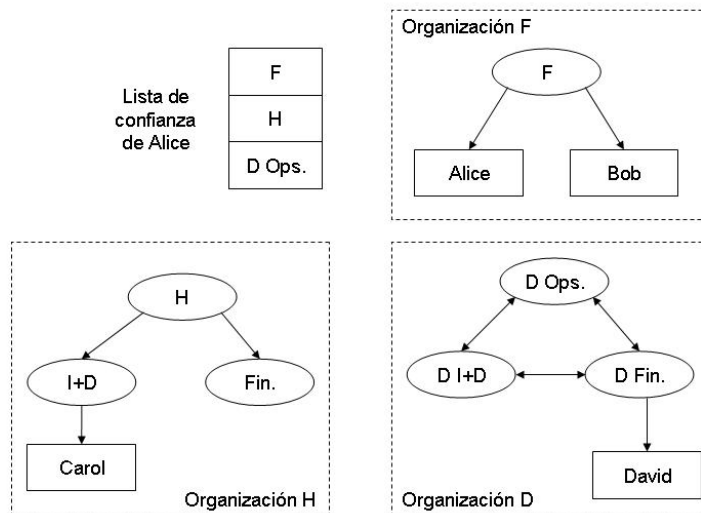 Lista de
confianza
de Alice
F
H
D Ops.
Organización F
F
Alice
Bob
H
I+D
Fin.
Carol
Organización H
D Ops.
D I+D
D Fin.
David
Organización D